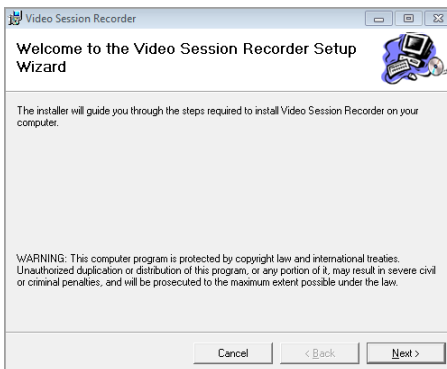 Video Session Recorder
Welcome to the Video Session Recorder Setup
Wizard
The installer will guide you through the steps required to install Video Session Recorder on your
computer.
WARNING: This computer program is protected by copyright law and international treaties.
Unauthorized duplication or distribution of this program, or any portion of it, may result in severe civil
or criminal penalties, and will be prosecuted to the maximum extent possible under the law.
Cancel
< Back
Next >